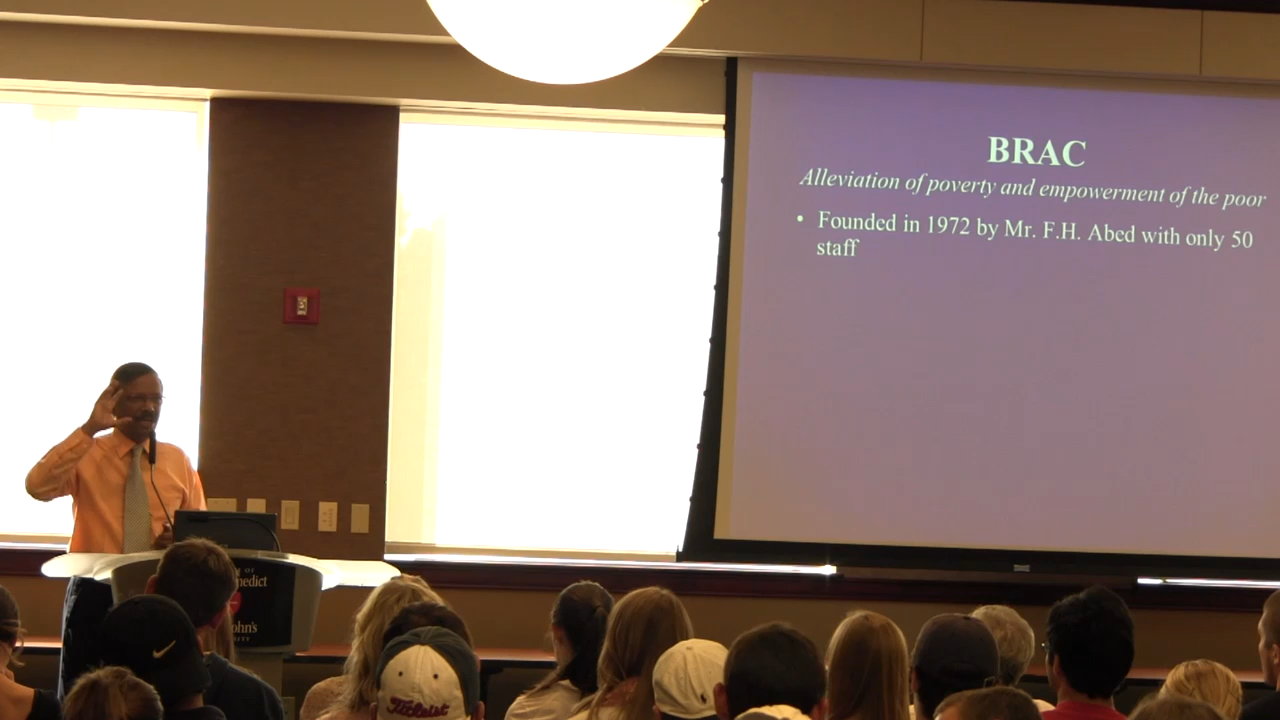 BRAC
Alleviation of poverty and empowerment of the poor
• Founded in 1972 by Mr. F.H. Abed with only 50
staff
Titleist